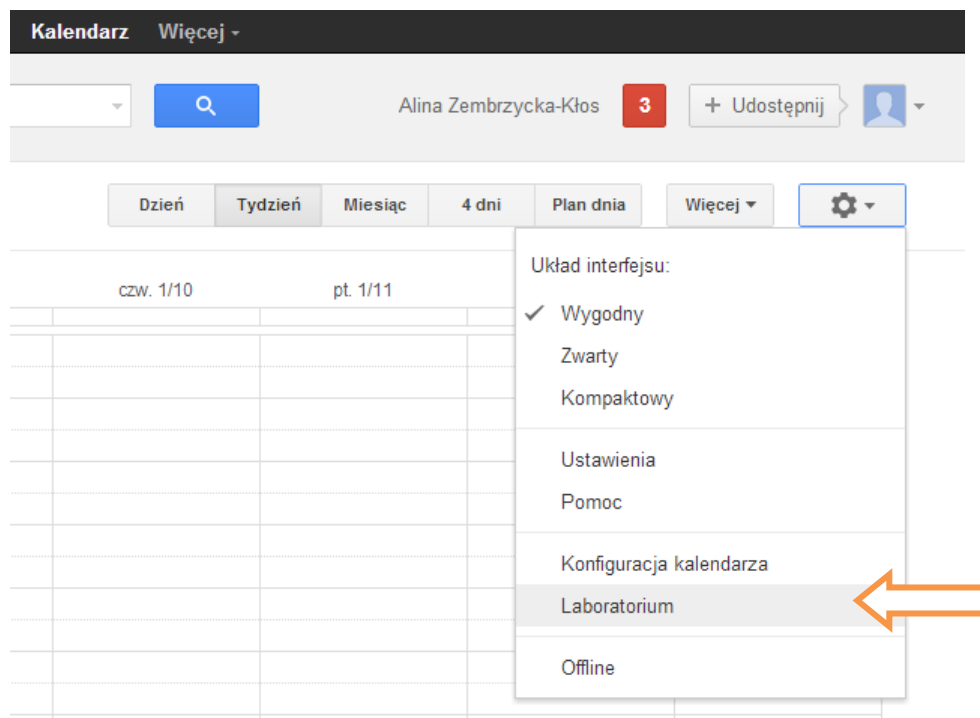 Kalendarz Więcej
Alina Zembrzycka-Kłos 3 + Udostępnij
Dzień Tydzień Miesiąc 4 dni Plan dnia Więcej
czw. 1/10 pt. 1/11
Układ interfejsu:
✓ Wygodny
Zwarty
Kompaktowy
Ustawienia
Pomoc
Konfiguracja kalendarza
Laboratorium
Offline